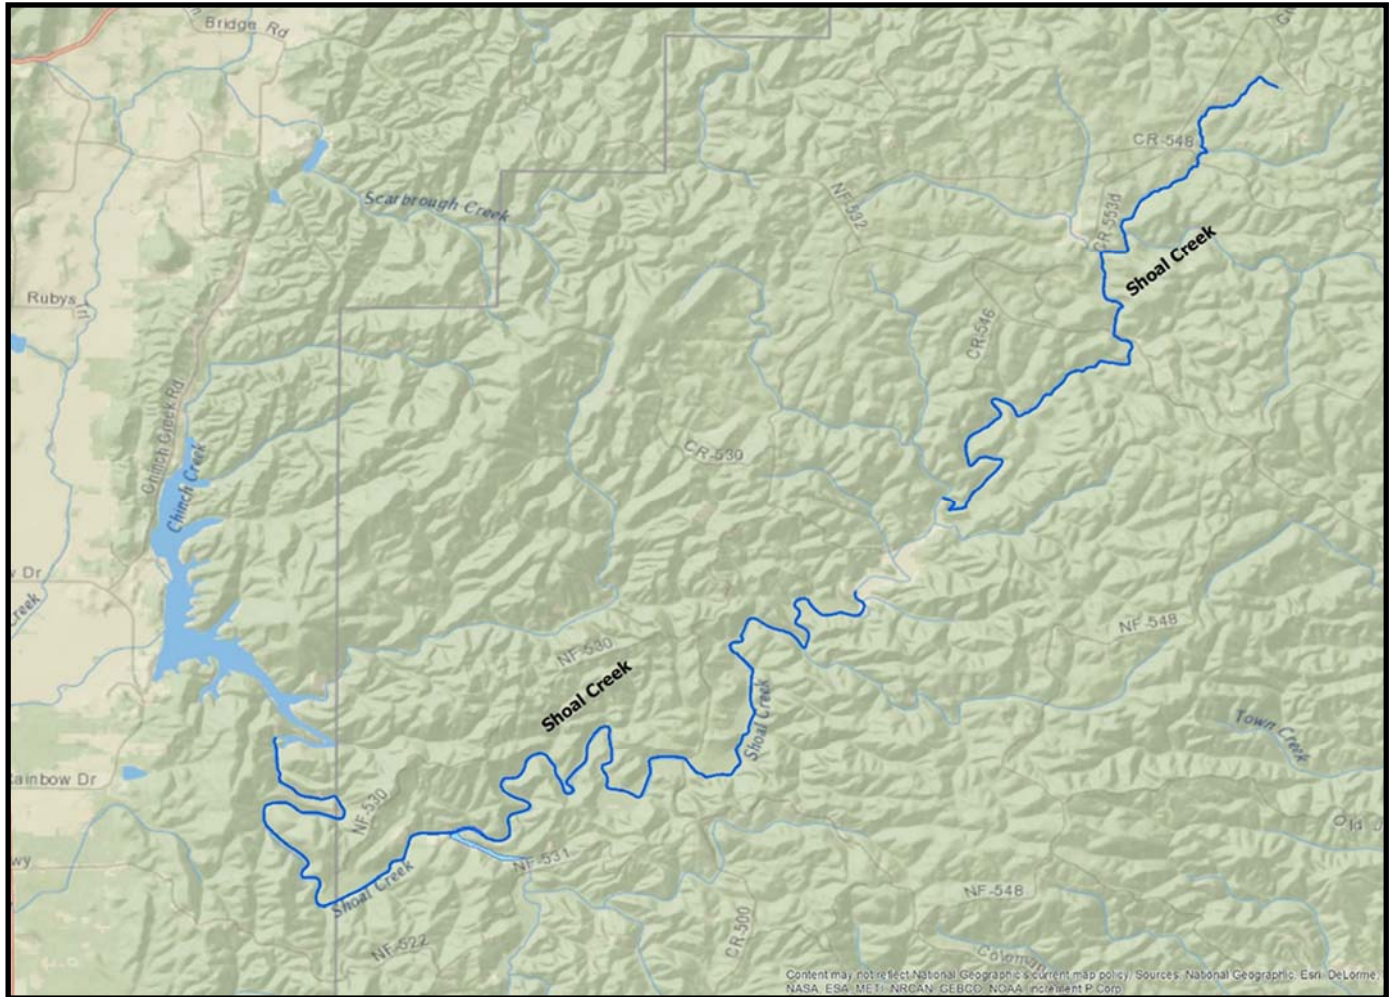 Bridge Rd
CR-548
Scarbrough Creek
NF-532
CR-553d
Shoal Creek
Rubys Trl
CR-546
Chinch Creek Rd
Chinch Creek
CR-530
Dr
Creek
NF-548
NF-530
Shoal Creek
Shoal Creek
Town Creek
Rainbow Dr
NF-530
Old
wy
NF-531
Shoal Creek
NF-548
CR-500
NF-522
Content may not reflect National Geographic's current map policy. Sources: National Geographic, Esri, DeLorme,
NASA, ESA, METI, NRCAN, GEBCO, NOAA, increment P Corp.